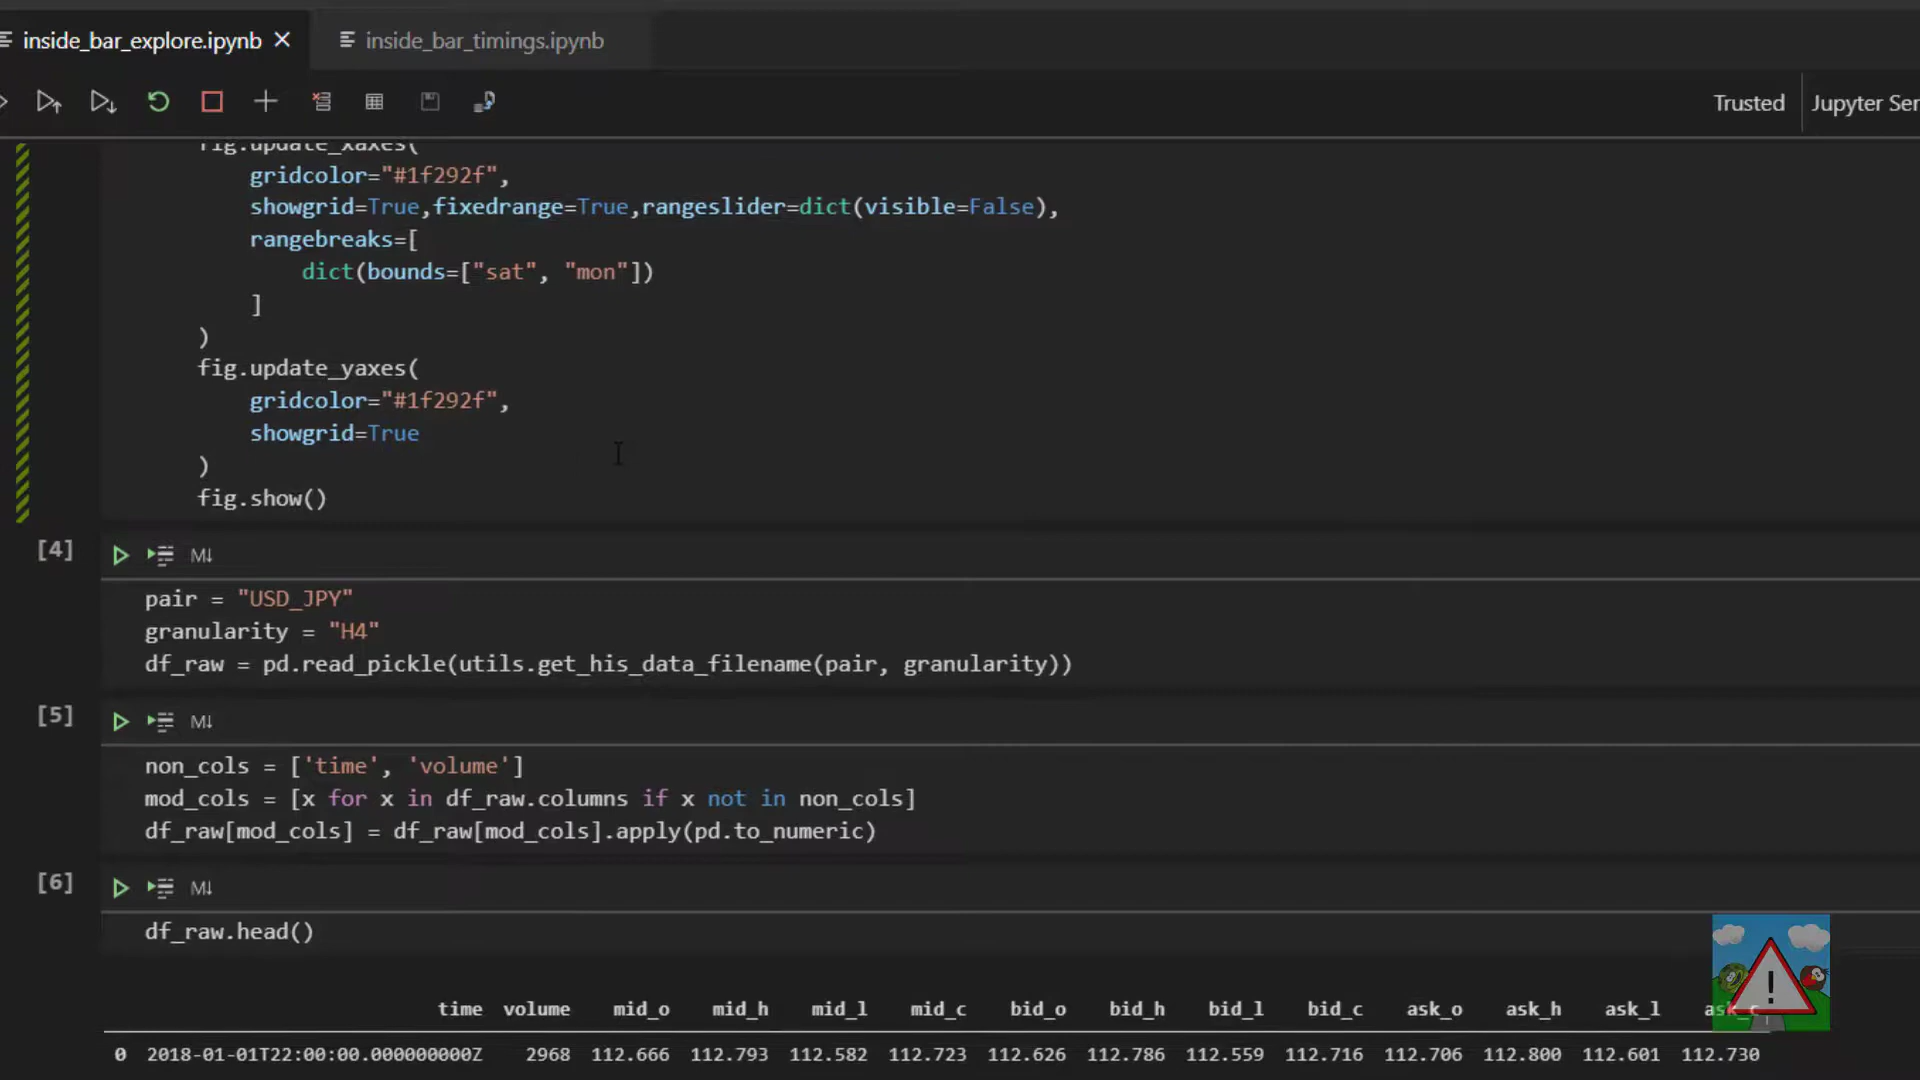 inside_bar_explore.ipynb
inside_bar_timings.ipynb
Trusted
Jupyter Ser
fig.update_xaxes(
gridcolor="#1f292f",
showgrid=True,fixedrange=True,rangeslider=dict(visible=False),
rangebreaks=[
dict(bounds=["sat", "mon"])
]
)
fig.update_yaxes(
gridcolor="#1f292f",
showgrid=True
)
fig.show()
[4]
M↓
pair = "USD_JPY"
granularity = "H4"
df_raw = pd.read_pickle(utils.get_his_data_filename(pair, granularity))
[5]
M↓
non_cols = ['time', 'volume']
mod_cols = [x for x in df_raw.columns if x not in non_cols]
df_raw[mod_cols] = df_raw[mod_cols].apply(pd.to_numeric)
[6]
M↓
df_raw.head()
time volume mid_o mid_h mid_l mid_c bid_o bid_h bid_l bid_c ask_o ask_h ask_l ask_c
0 2018-01-01T22:00:00.000000000Z 2968 112.666 112.793 112.582 112.723 112.626 112.786 112.559 112.716 112.706 112.800 112.601 112.730